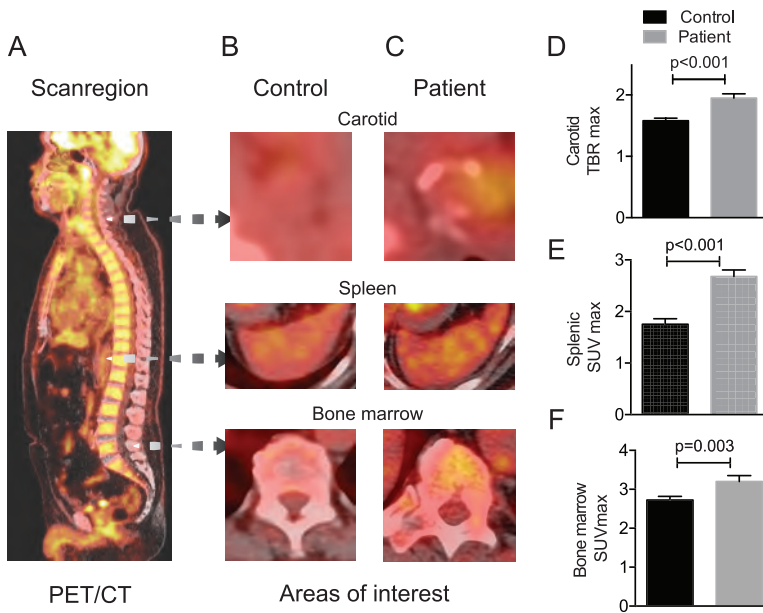 A
Scanregion
PET/CT
B
Control
C
Patient
Carotid
Spleen
Bone marrow
Areas of interest
Control
Patient
D
p<0.001
Carotid
TBR max
2
1
0
E
p<0.001
Splenic
SUV max
3
2
1
0
F
p=0.003
Bone marrow
SUVmax
4
3
2
1
0